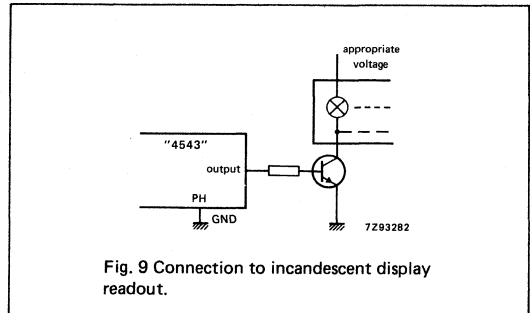 appropriate
voltage
"4543"
output
PH
GND
7Z93282
Fig. 9 Connection to incandescent display
readout.